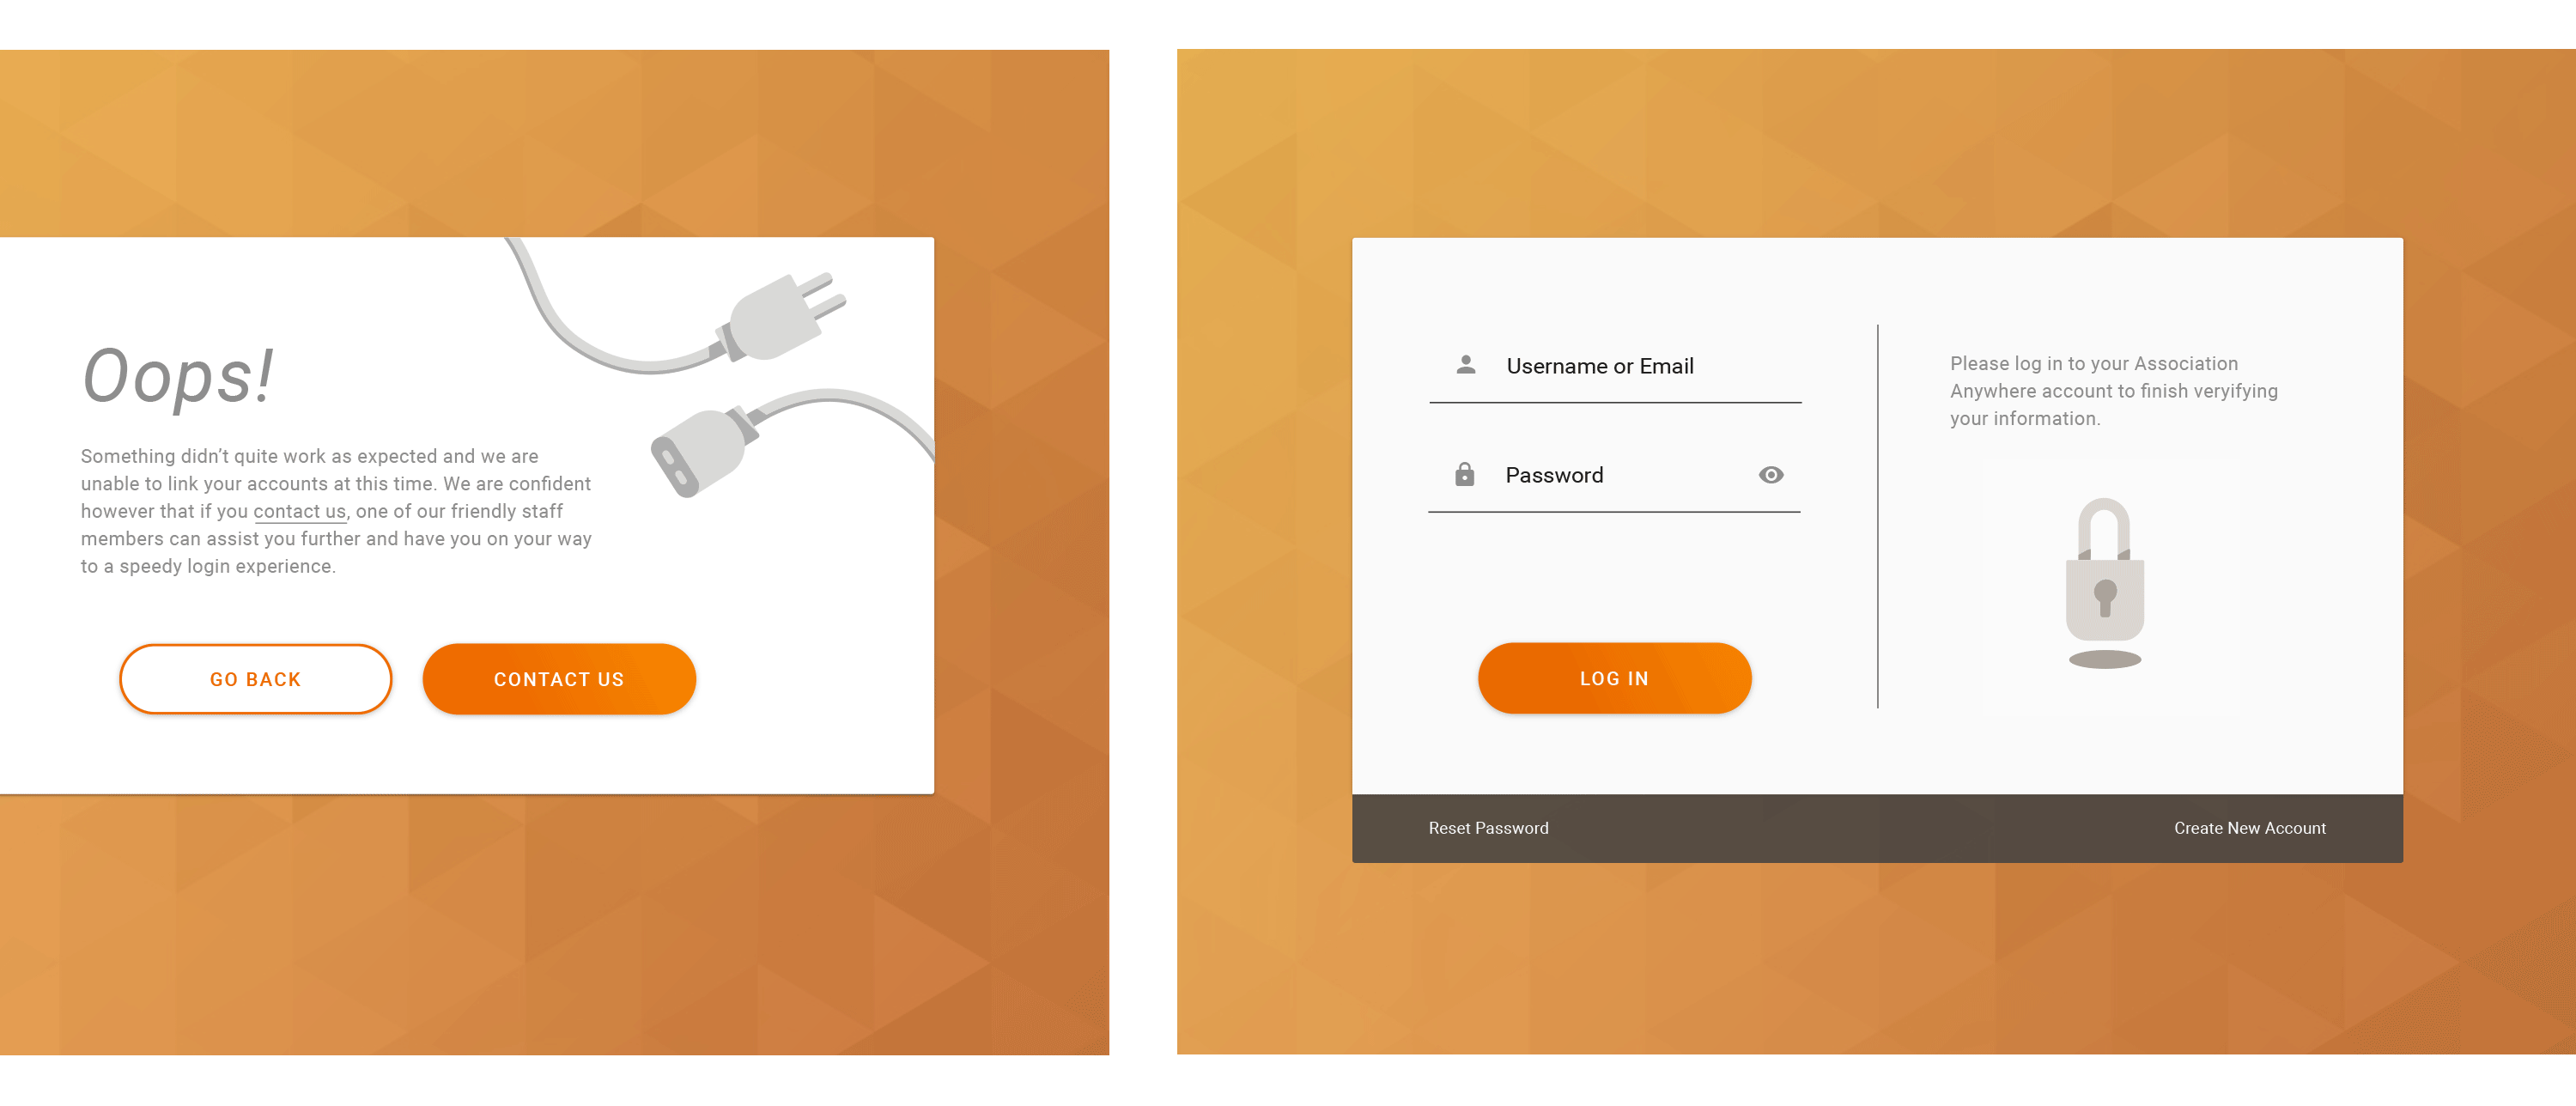 Oops!
Something didn’t quite work as expected and we are
unable to link your accounts at this time. We are confident
however that if you contact us, one of our friendly staff
members can assist you further and have you on your way
to a speedy login experience.
GO BACK
CONTACT US
Username or Email
Password
LOG IN
Please log in to your Association
Anywhere account to finish veryifying
your information.
Reset Password
Create New Account